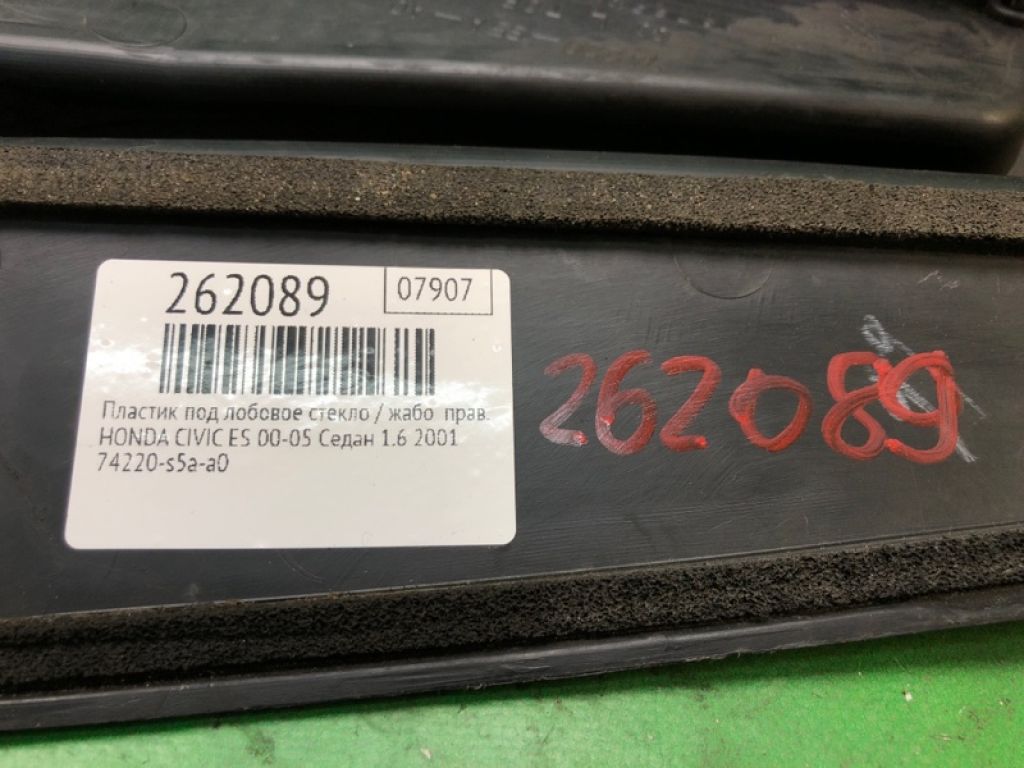 262089
07907
Пластик под лобовое стекло / жабо прав.
HONDA CIVIC ES 00-05 Седан 1.6 2001
74220-s5a-a0
262089